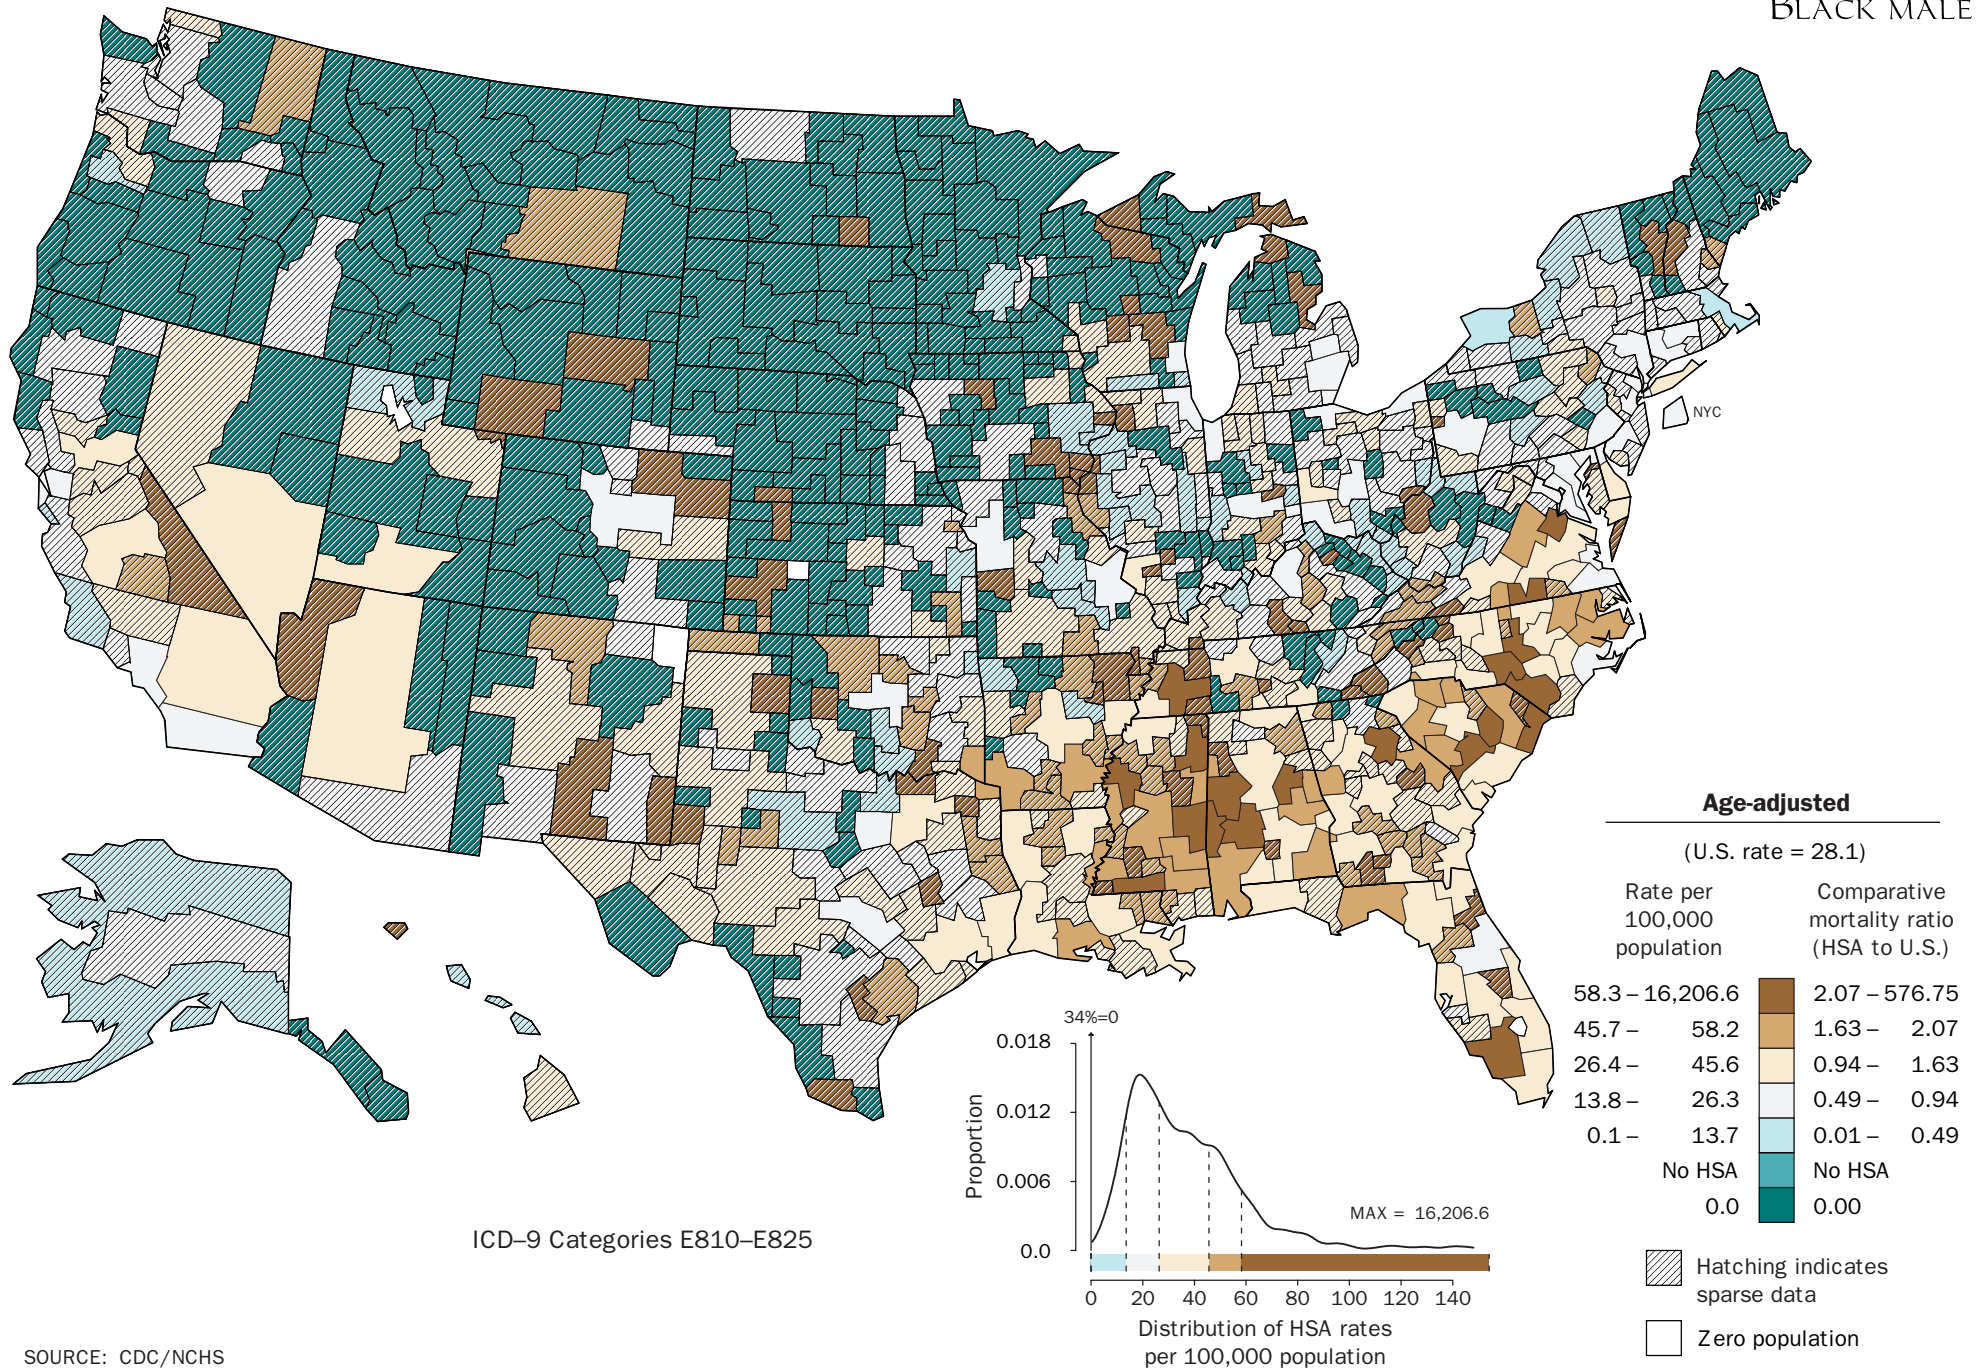 BLACK MALE
NYC
Age-adjusted
(U.S. rate = 28.1)
Rate per
100,000
population
Comparative
mortality ratio
(HSA to U.S.)
58.3 – 16,206.6 2.07 – 576.75
45.7 – 58.2 1.63 – 2.07
26.4 – 45.6 0.94 – 1.63
13.8 – 26.3 0.49 – 0.94
0.1 – 13.7 0.01 – 0.49
No HSA No HSA
0.0 0.00
Hatching indicates
sparse data
Zero population
34%=0
0.018
0.012
0.006
0.0
Proportion
MAX = 16,206.6
0 20 40 60 80 100 120 140
Distribution of HSA rates
per 100,000 population
ICD–9 Categories E810–E825
SOURCE: CDC/NCHS